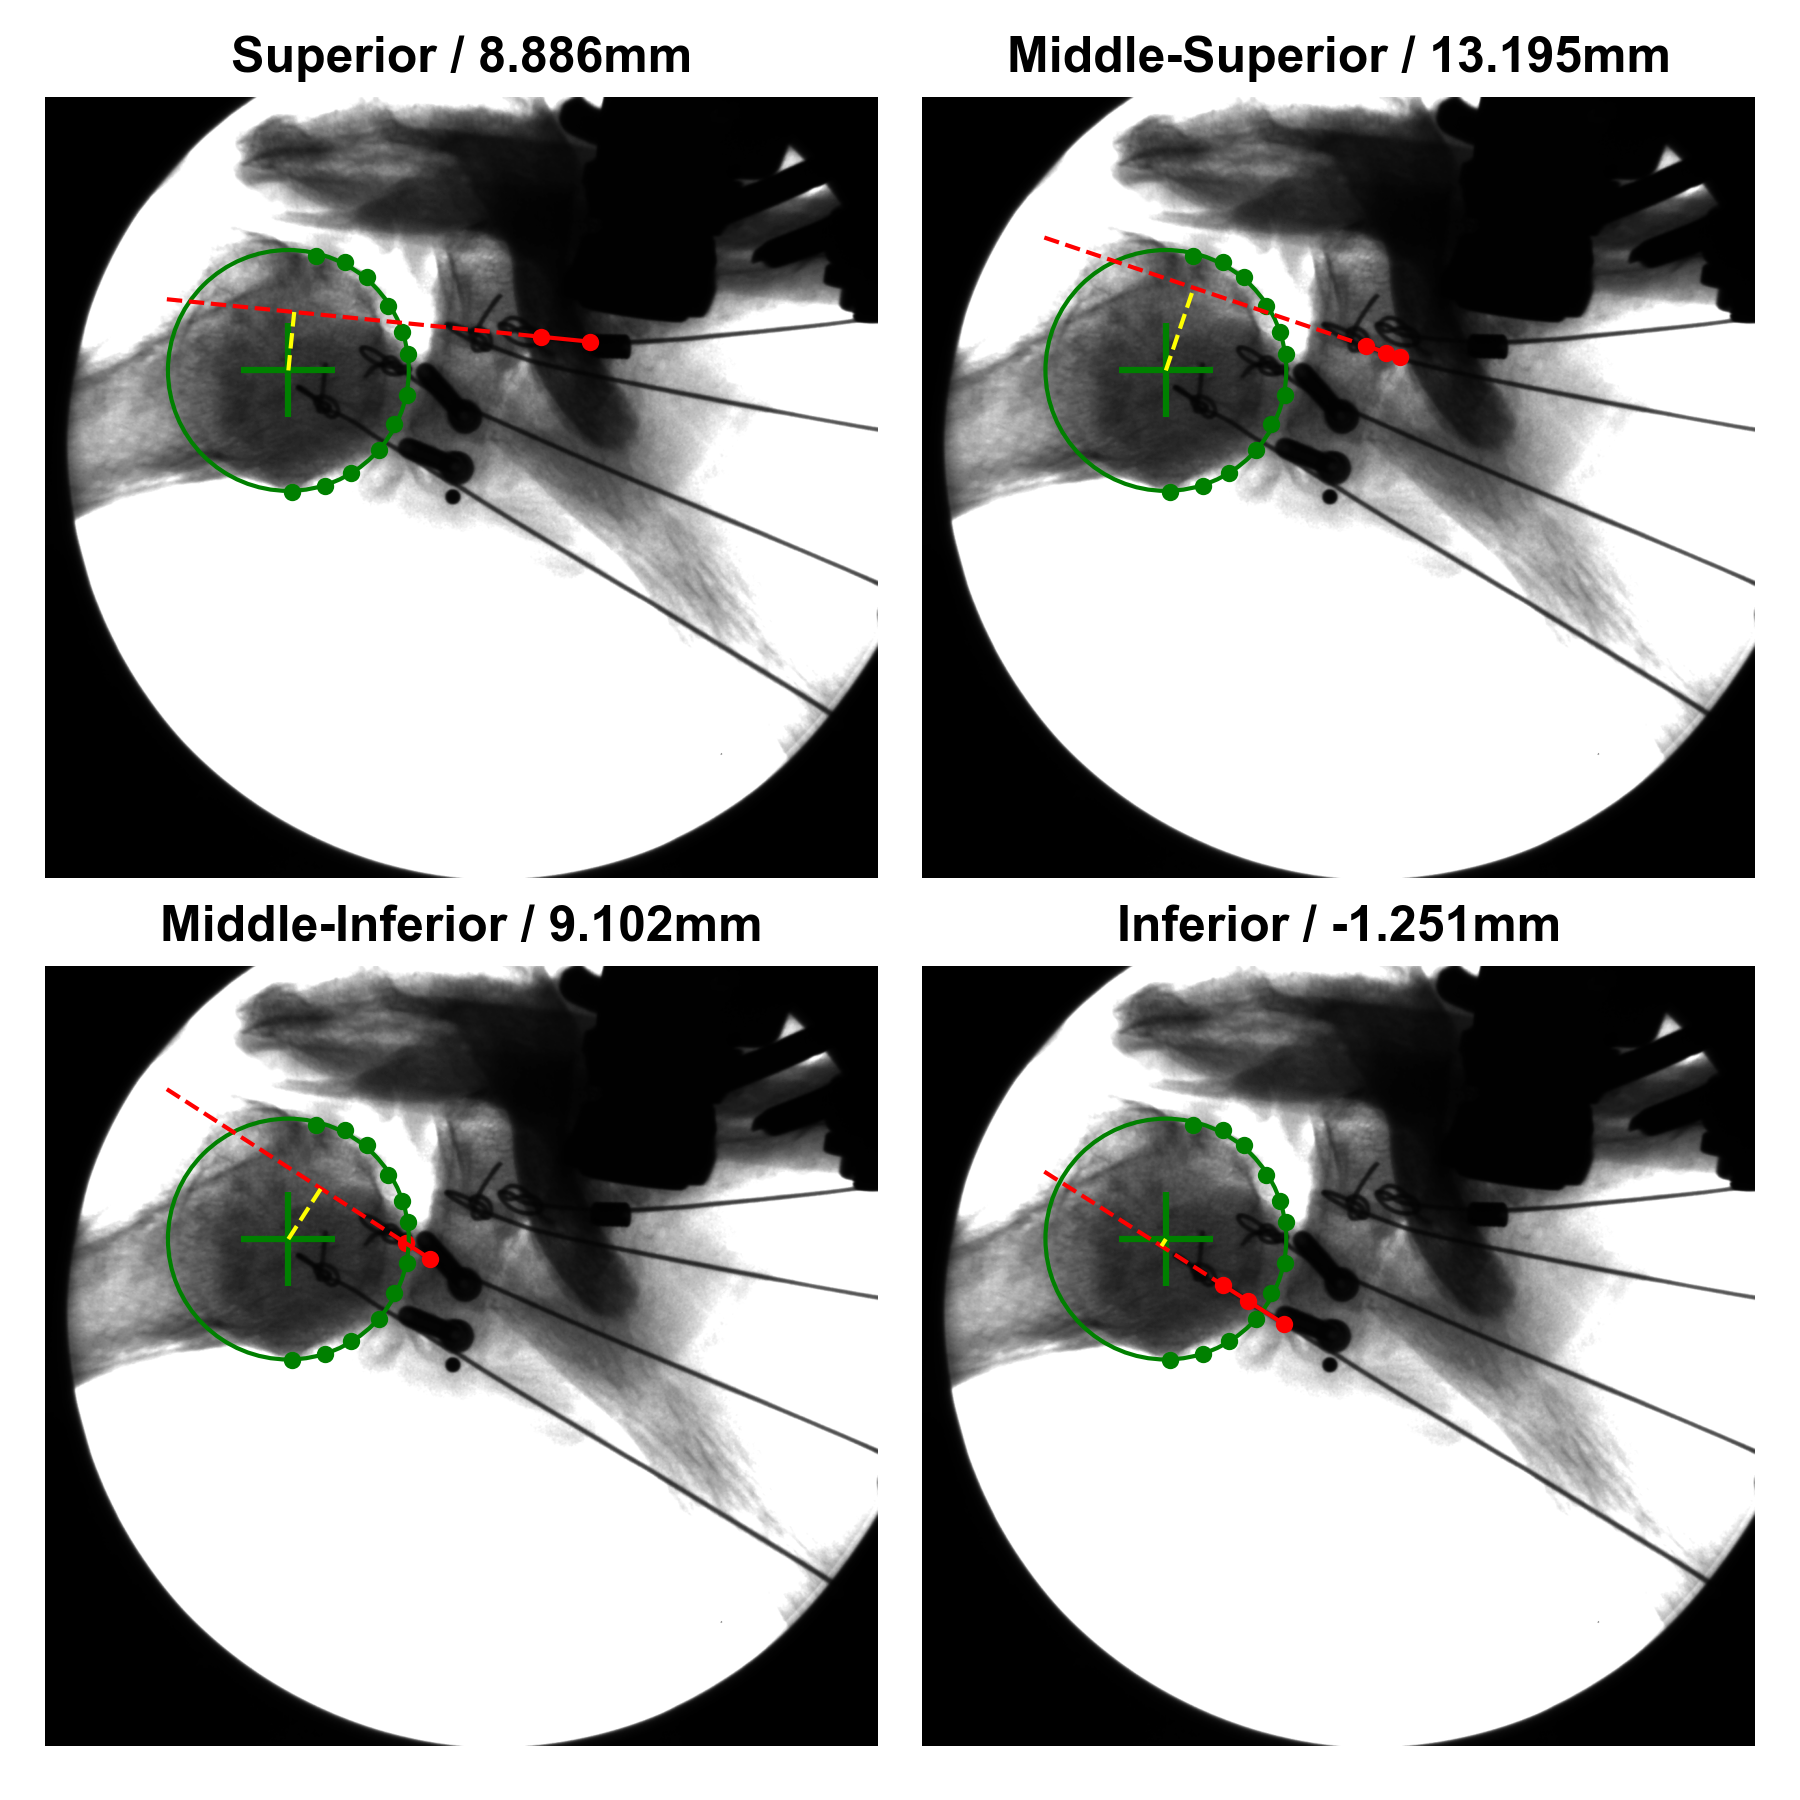 Superior / 8.886mm
Middle-Superior / 13.195mm
Middle-Inferior / 9.102mm
Inferior / -1.251mm